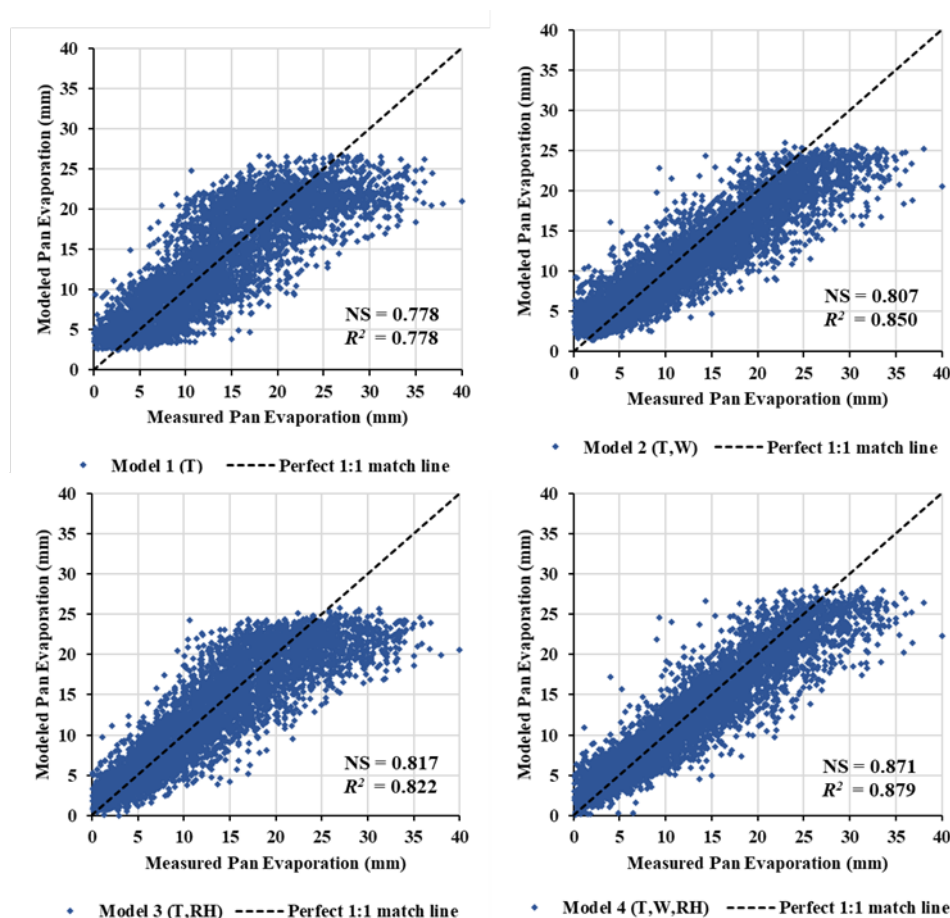 40
35
30
25
20
15
10
5
0
Modeled Pan Evaporation (mm)
NS = 0.778
R² = 0.778
0 5 10 15 20 25 30 35 40
Measured Pan Evaporation (mm)
Model 1 (T) Perfect 1:1 match line
40
35
30
25
20
15
10
5
0
Modeled Pan Evaporation (mm)
NS = 0.807
R² = 0.850
0 5 10 15 20 25 30 35 40
Measured Pan Evaporation (mm)
Model 2 (T,W) Perfect 1:1 match line
40
35
30
25
20
15
10
5
0
Modeled Pan Evaporation (mm)
NS = 0.817
R² = 0.822
0 5 10 15 20 25 30 35 40
Measured Pan Evaporation (mm)
Model 3 (T,RH) Perfect 1:1 match line
40
35
30
25
20
15
10
5
0
Modeled Pan Evaporation (mm)
NS = 0.871
R² = 0.879
0 5 10 15 20 25 30 35 40
Measured Pan Evaporation (mm)
Model 4 (T,W,RH) Perfect 1:1 match line